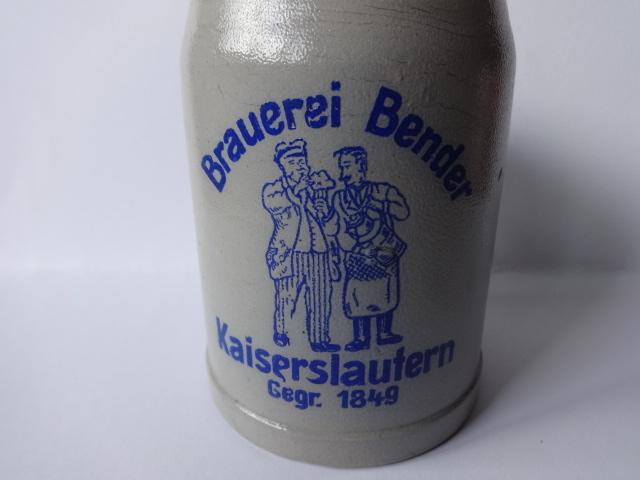 Brauerei Bender
Kaiserslautern
Gegr. 1849